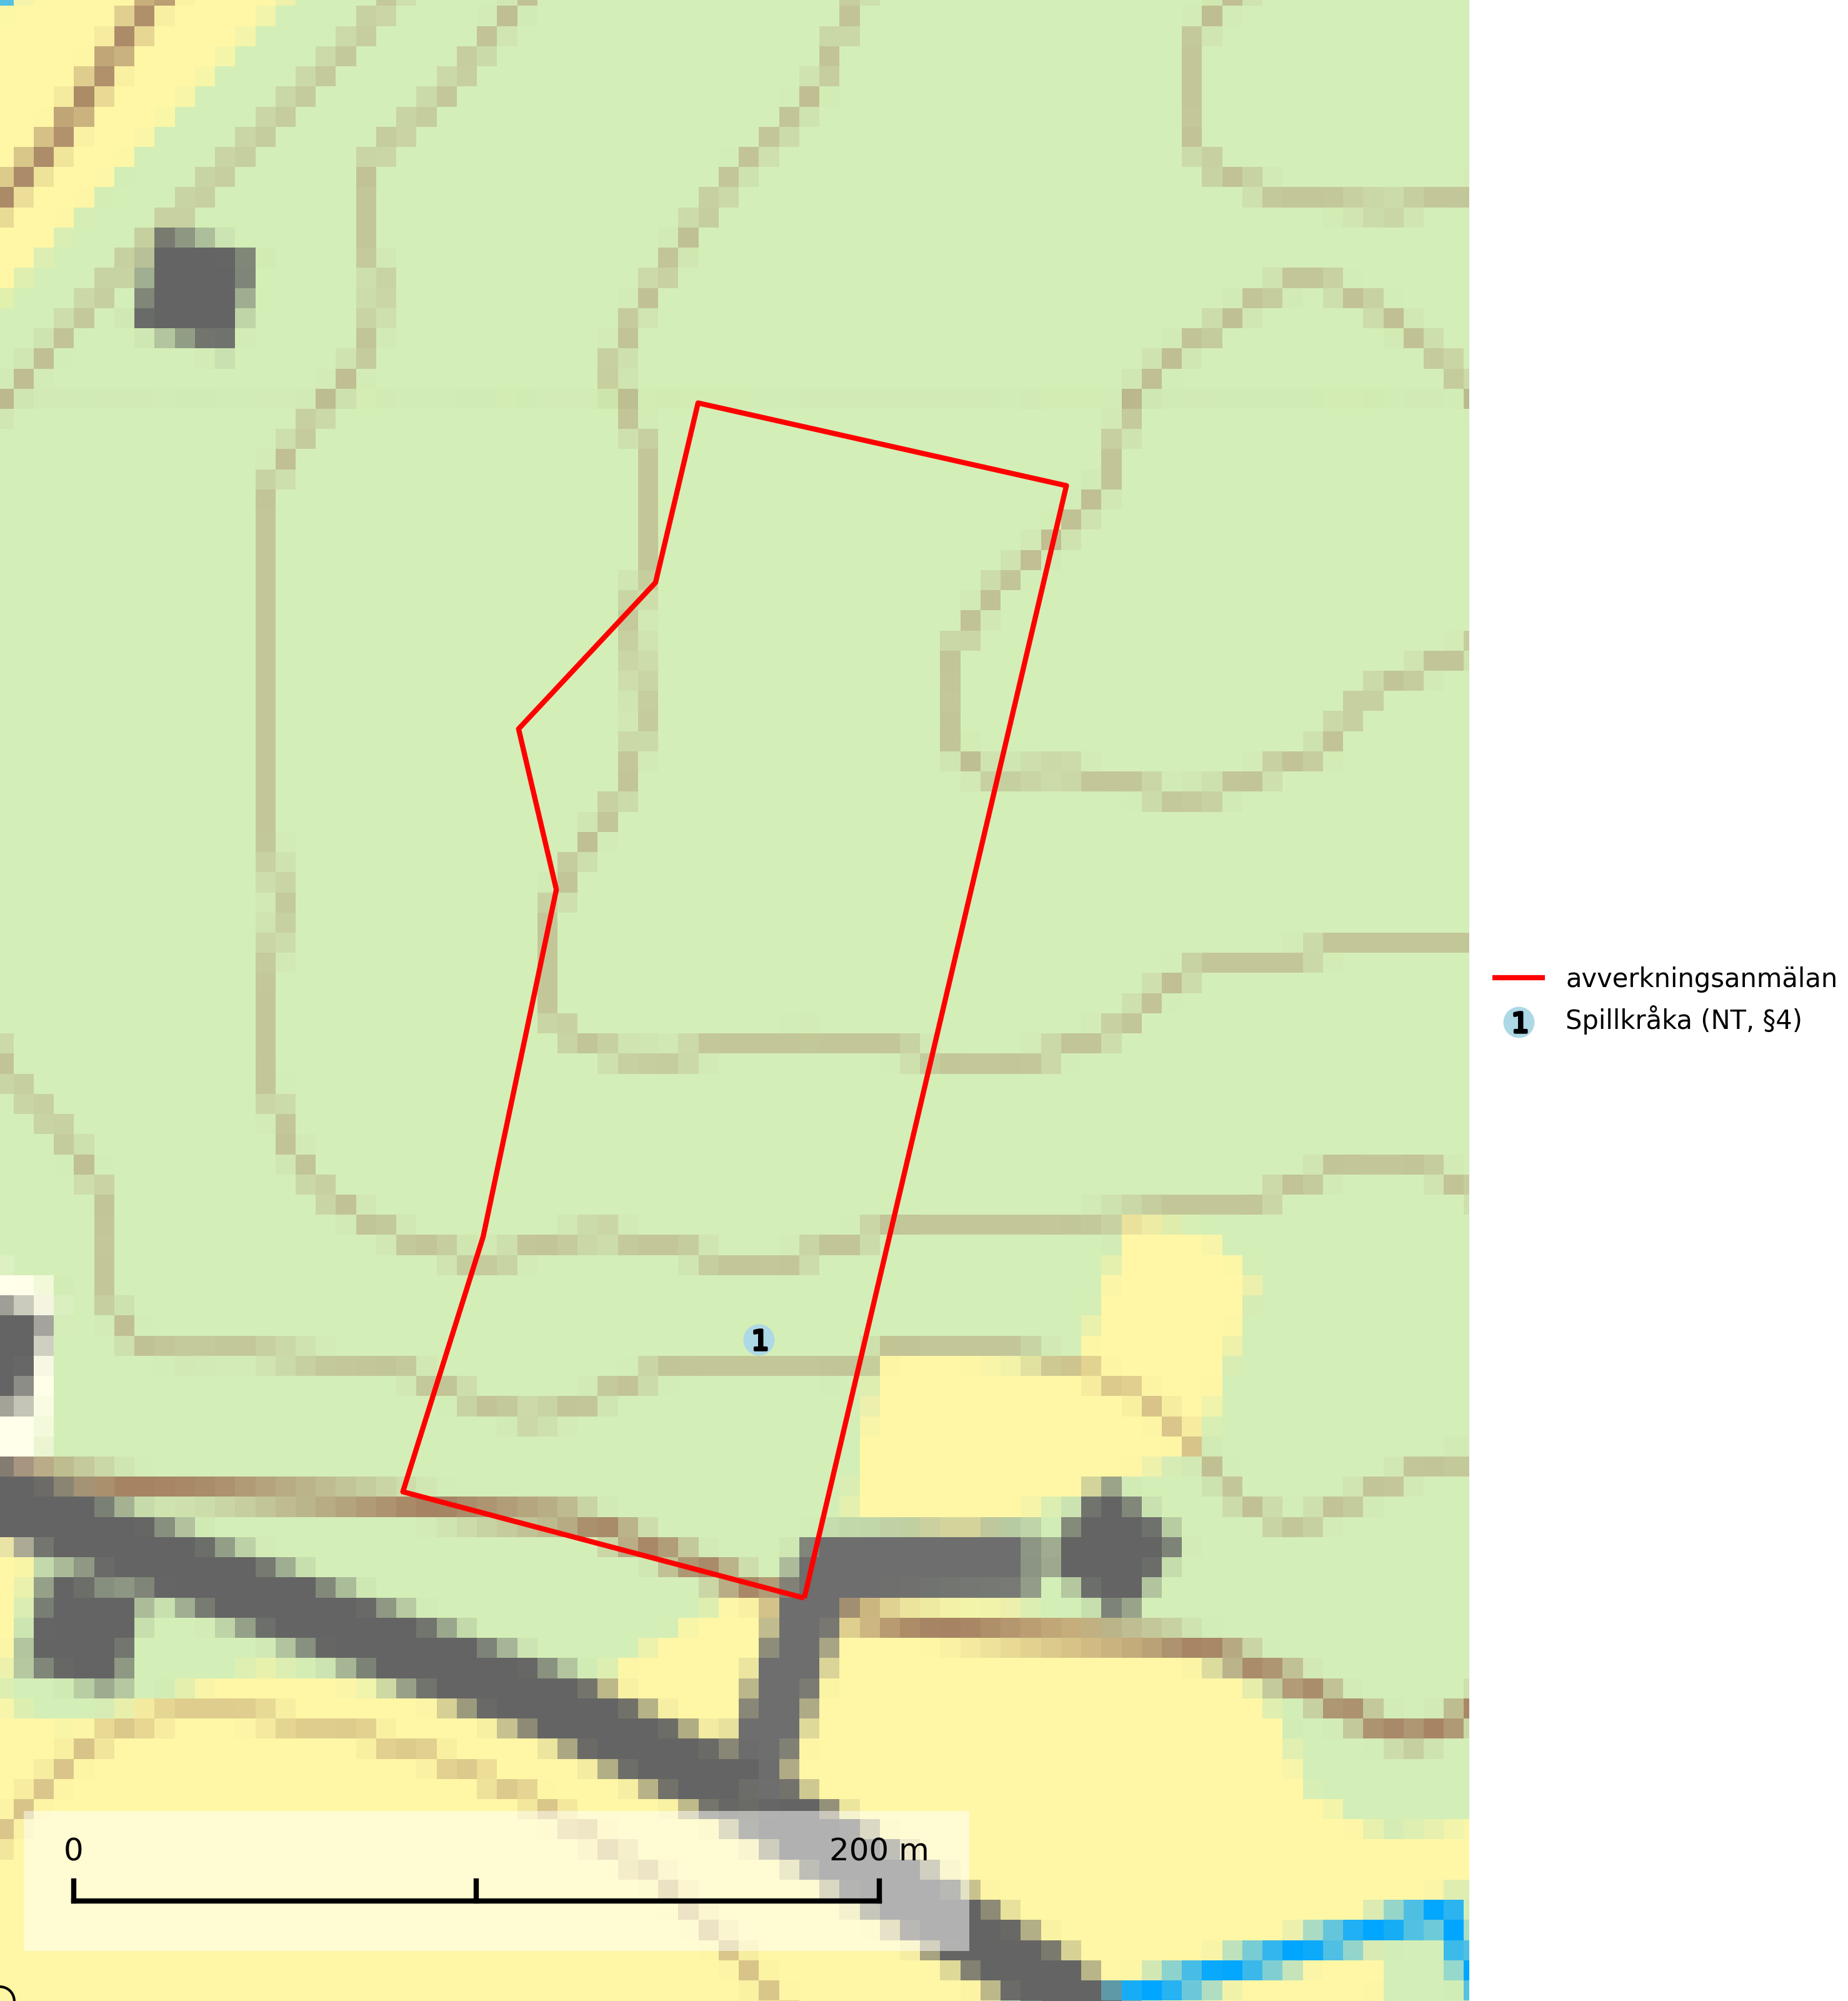 avverkningsanmälan
1 Spillkråka (NT, §4)
1
0 200 m